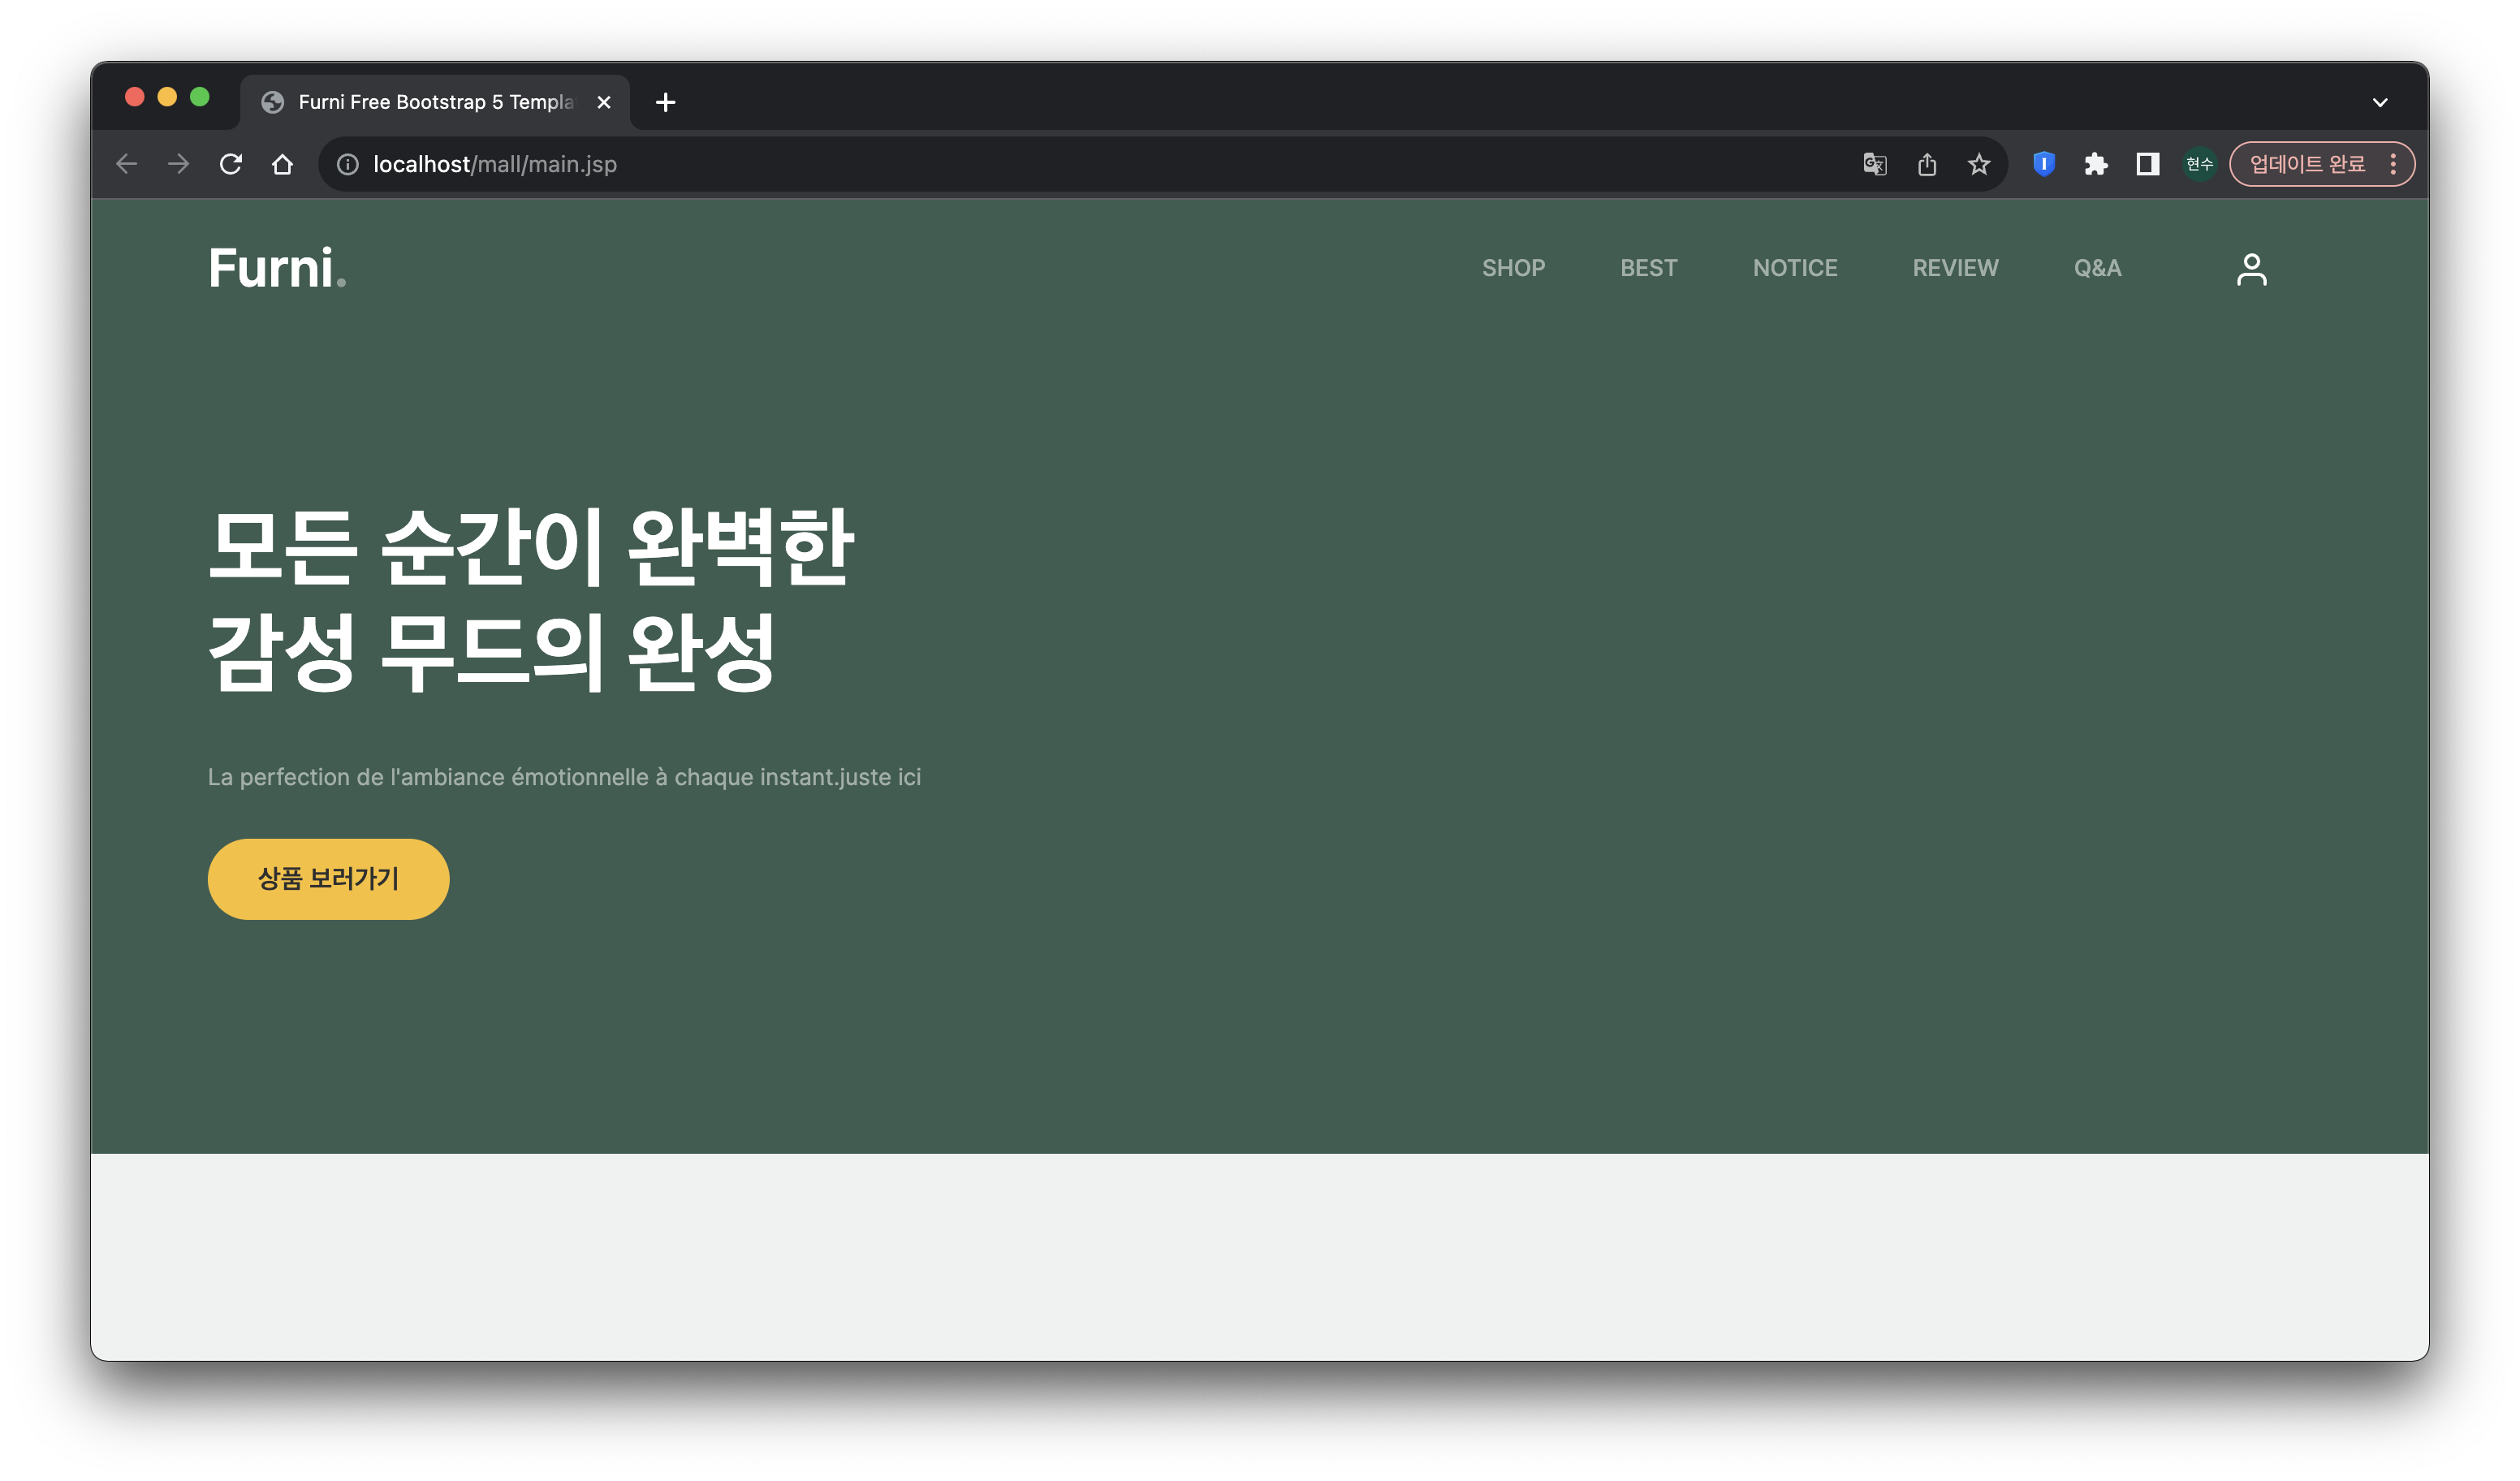 Furni Free Bootstrap 5 Templa
localhost/mall/main.jsp
현수
업데이트 완료
Furni.
SHOP BEST NOTICE REVIEW Q&A
모든 순간이 완벽한
감성 무드의 완성
La perfection de l'ambiance émotionnelle à chaque instant.juste ici
상품 보러가기